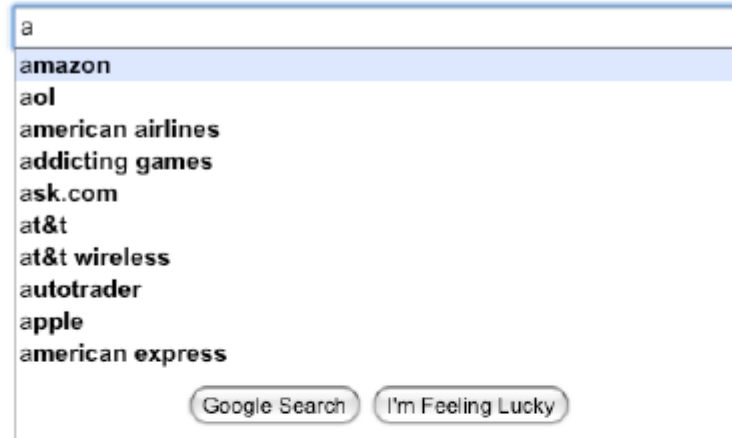 a
amazon
aol
american airlines
addicting games
ask.com
at&t
at&t wireless
autotrader
apple
american express
Google Search I'm Feeling Lucky